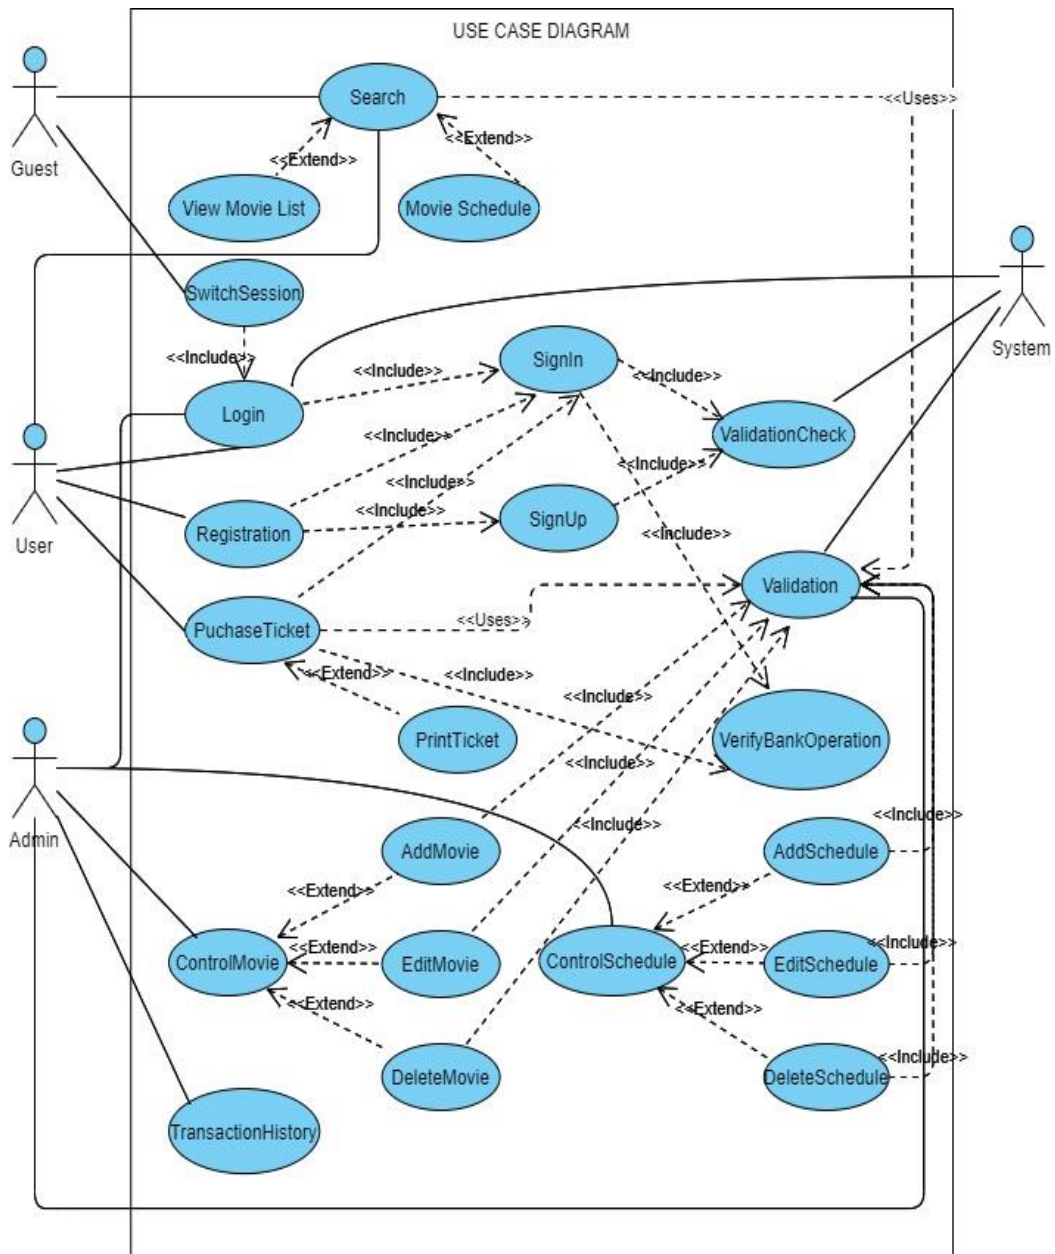 USE CASE DIAGRAM
Search
<<Uses>>
Guest
<<Extend>>
<<Extend>>
View Movie List
Movie Schedule
SwitchSession
System
<<Include>>
SignIn
<<Include>>
<<Include>>
Login
<<Include>>
ValidationCheck
<<Include>>
<<Include>>
<<Include>>
SignUp
Registration
User
<<Include>>
Validation
<<Uses>>
PuchaseTicket
<<Extend>>
<<Include>>
<<Include>>
PrintTicket
VerifyBankOperation
<<Include>>
<<Include>>
<<Include>>
Admin
AddMovie
AddSchedule
<<Extend>>
<<Extend>>
<<Extend>>
<<Extend>>
<<Include>>
ControlMovie
EditMovie
ControlSchedule
EditSchedule
<<Extend>>
<<Extend>>
<<Include>>
DeleteMovie
DeleteSchedule
TransactionHistory